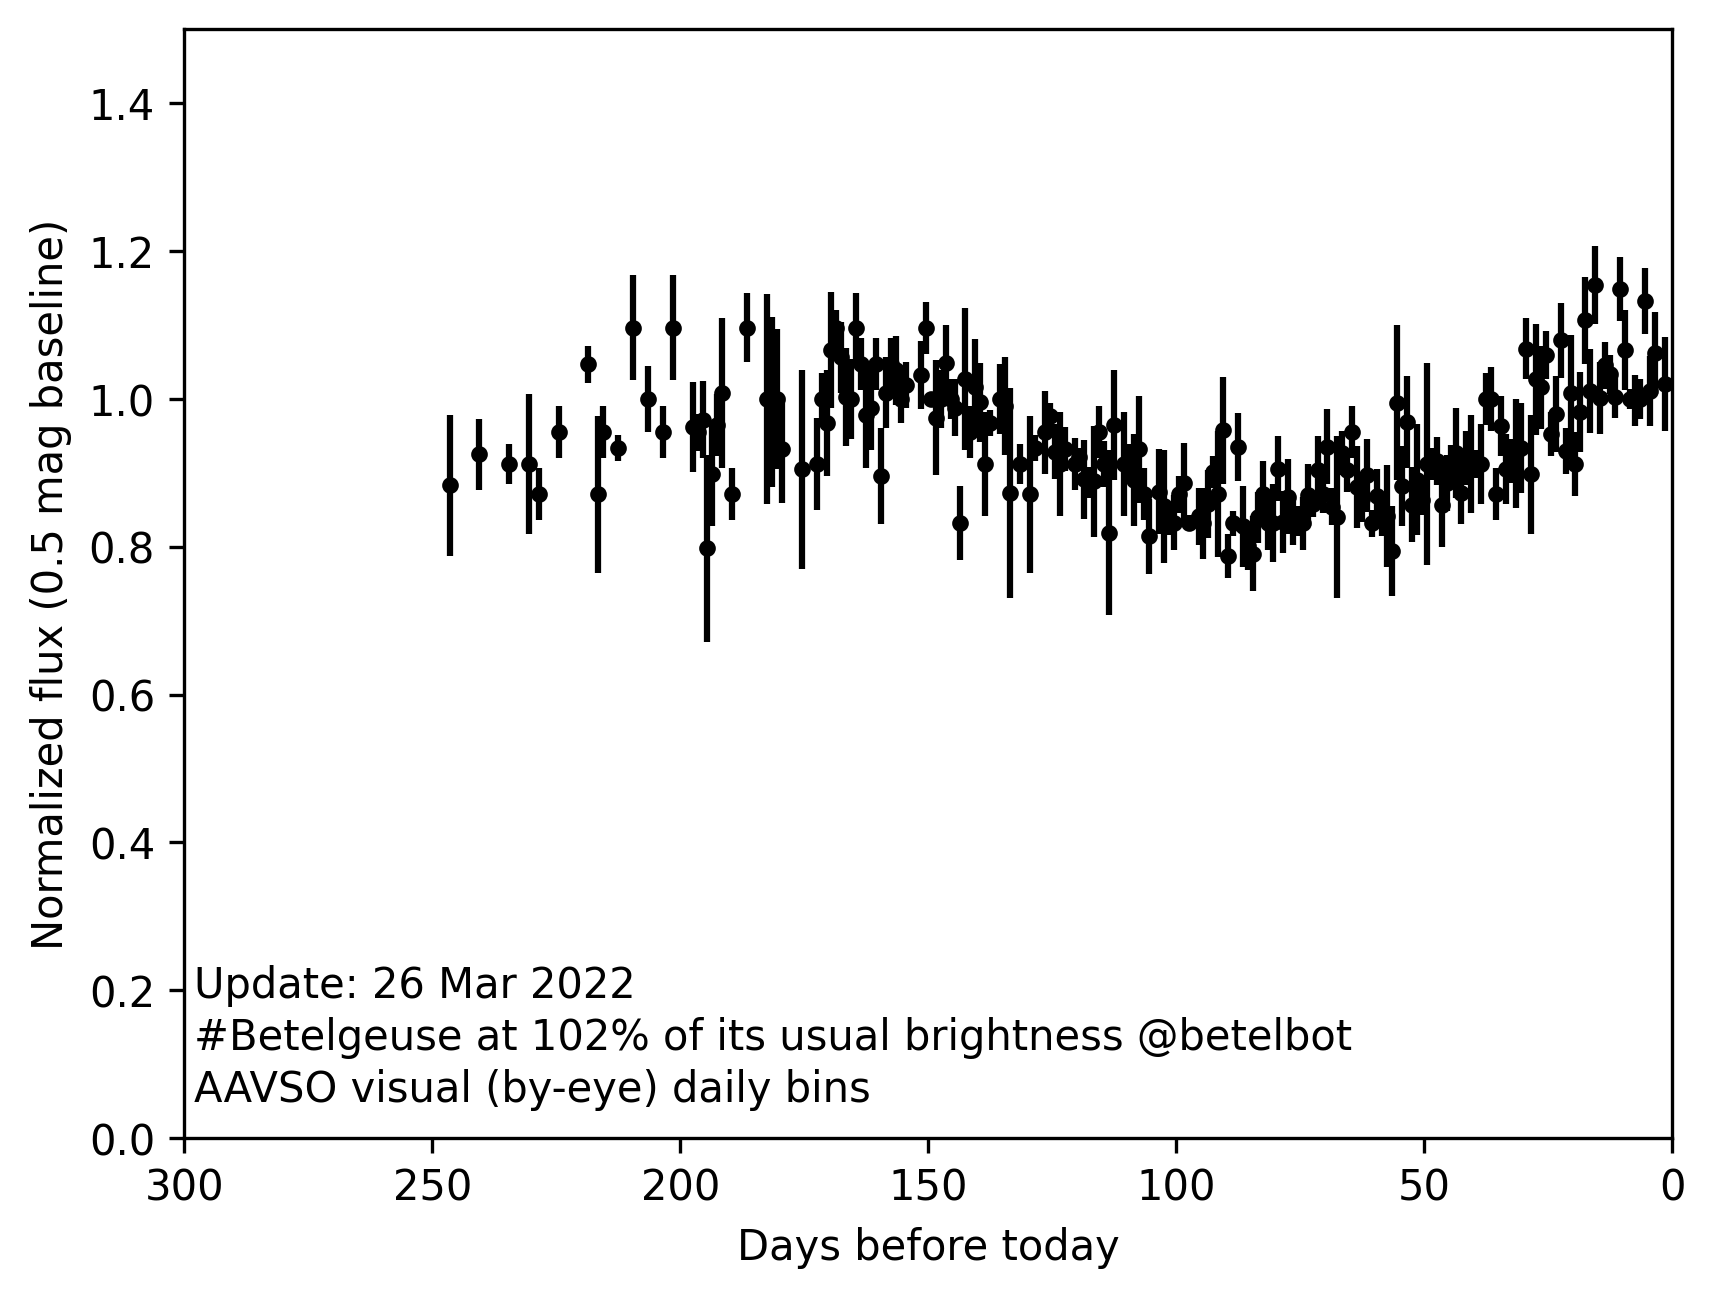 1.4
1.2
1.0
0.8
0.6
0.4
0.2
0.0
Normalized flux (0.5 mag baseline)
Update: 26 Mar 2022
#Betelgeuse at 102% of its usual brightness @betelbot
AAVSO visual (by-eye) daily bins
300 250 200 150 100 50 0
Days before today